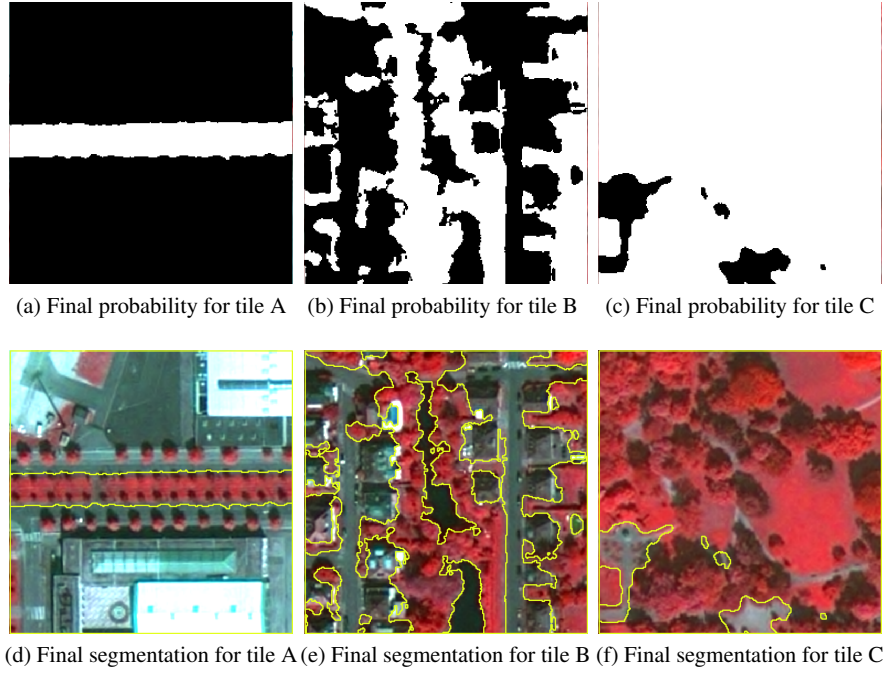 (a) Final probability for tile A
(b) Final probability for tile B
(c) Final probability for tile C
(d) Final segmentation for tile A
(e) Final segmentation for tile B
(f) Final segmentation for tile C